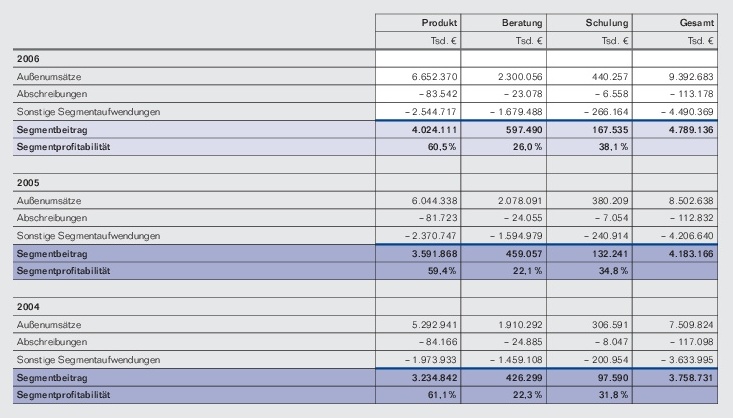 Produkt Beratung Schulung Gesamt
Tsd. € Tsd. € Tsd. € Tsd. €
2006
Außenumsätze 6.652.370 2.300.056 440.257 9.392.683
Abschreibungen – 83.542 – 23.078 – 6.558 – 113.178
Sonstige Segmentaufwendungen – 2.544.717 – 1.679.488 – 266.164 – 4.490.369
Segmentbeitrag 4.024.111 597.490 167.535 4.789.136
Segmentprofitabilität 60,5 % 26,0 % 38,1 %
2005
Außenumsätze 6.044.338 2.078.091 380.209 8.502.638
Abschreibungen – 81.723 – 24.055 – 7.054 – 112.832
Sonstige Segmentaufwendungen – 2.370.747 – 1.594.979 – 240.914 – 4.206.640
Segmentbeitrag 3.591.868 459.057 132.241 4.183.166
Segmentprofitabilität 59,4 % 22,1 % 34,8 %
2004
Außenumsätze 5.292.941 1.910.292 306.591 7.509.824
Abschreibungen – 84.166 – 24.885 – 8.047 – 117.098
Sonstige Segmentaufwendungen – 1.973.933 – 1.459.108 – 200.954 – 3.633.995
Segmentbeitrag 3.234.842 426.299 97.590 3.758.731
Segmentprofitabilität 61,1 % 22,3 % 31,8 %